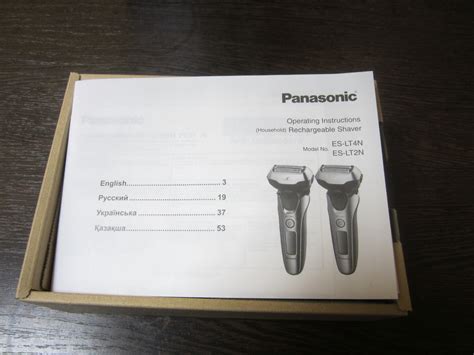 Panasonic
Operating Instructions
(Household) Rechargeable Shaver
Model No. ES-LT4N
ES-LT2N
English 3
Русский 19
Українська 37
Қазақша 53